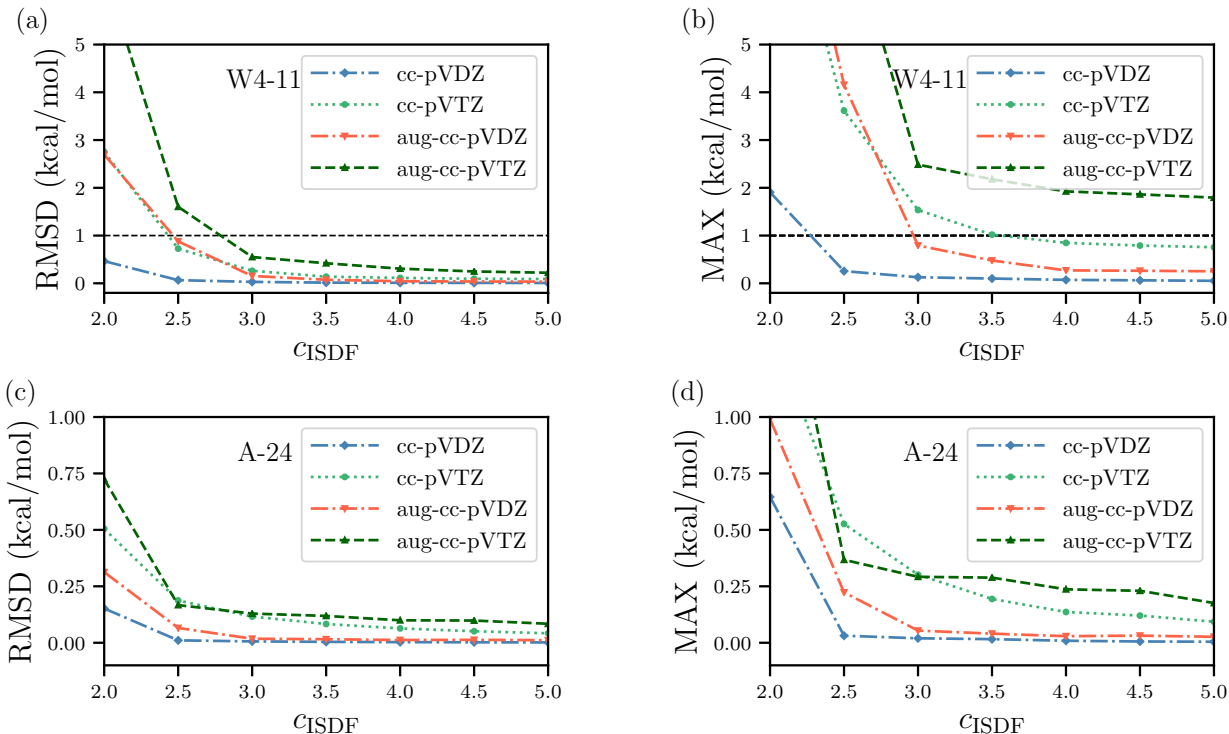 (a)
RMSD (kcal/mol)
5
4
3
2
1
0
W4-11
cc-pVDZ
cc-pVTZ
aug-cc-pVDZ
aug-cc-pVTZ
2.0 2.5 3.0 3.5 4.0 4.5 5.0
cISDF
(b)
MAX (kcal/mol)
5
4
3
2
1
0
W4-11
cc-pVDZ
cc-pVTZ
aug-cc-pVDZ
aug-cc-pVTZ
2.0 2.5 3.0 3.5 4.0 4.5 5.0
cISDF
(c)
RMSD (kcal/mol)
1.00
0.75
0.50
0.25
0.00
A-24
cc-pVDZ
cc-pVTZ
aug-cc-pVDZ
aug-cc-pVTZ
2.0 2.5 3.0 3.5 4.0 4.5 5.0
cISDF
(d)
MAX (kcal/mol)
1.00
0.75
0.50
0.25
0.00
A-24
cc-pVDZ
cc-pVTZ
aug-cc-pVDZ
aug-cc-pVTZ
2.0 2.5 3.0 3.5 4.0 4.5 5.0
cISDF